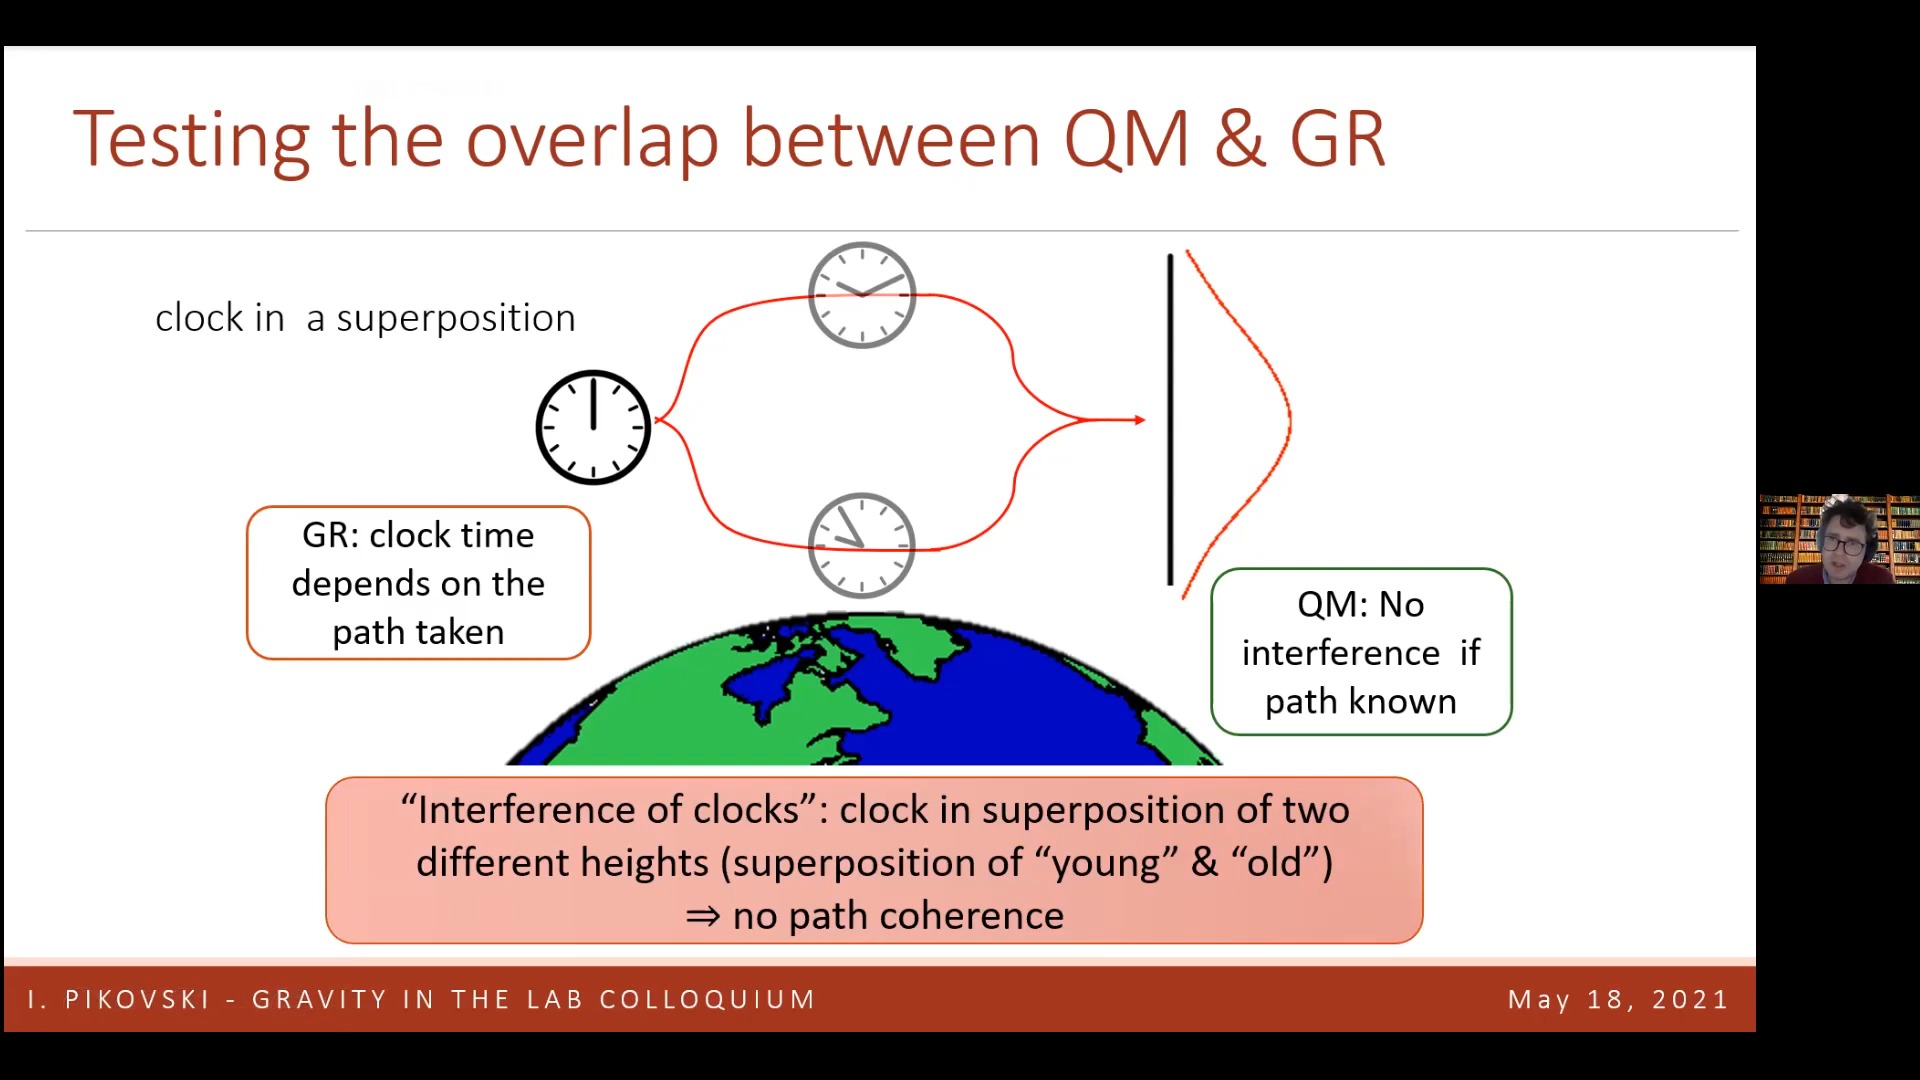 Testing the overlap between QM & GR
clock in a superposition
GR: clock time
depends on the
path taken
QM: No
interference if
path known
“Interference of clocks”: clock in superposition of two
different heights (superposition of “young” & “old”)
⇒ no path coherence
I. PIKOVSKI - GRAVITY IN THE LAB COLLOQUIUM
May 18, 2021